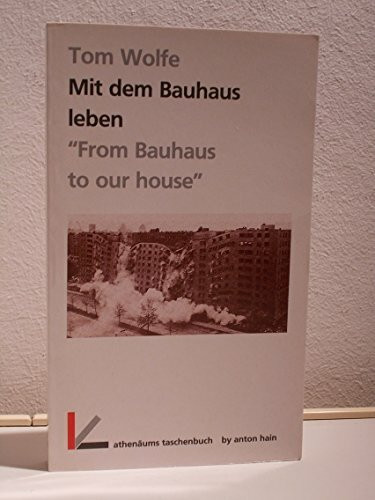 Tom Wolfe
Mit dem Bauhaus
leben
“From Bauhaus
to our house”
athenäums taschenbuch by anton hain